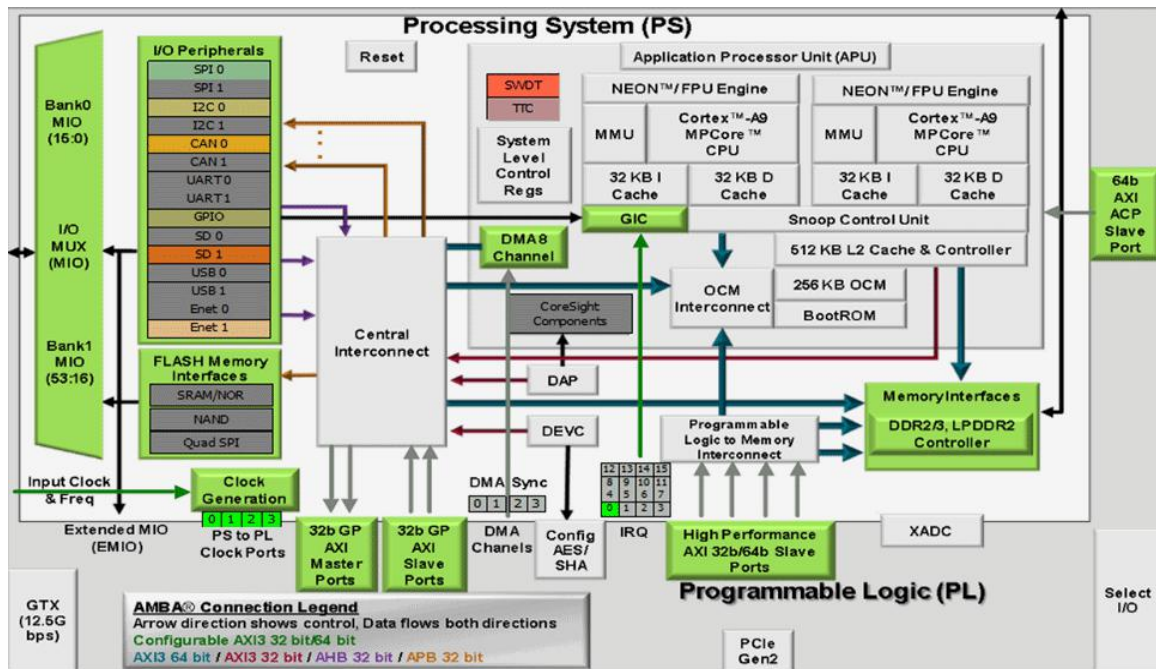 Processing System (PS)
I/O Peripherals
SPI 0
SPI 1
I2C 0
I2C 1
CAN 0
CAN 1
UART 0
UART 1
GPIO
SD 0
SD 1
USB 0
USB 1
Enet 0
Enet 1
Bank0
MIO
(15:0)
I/O
MUX
(MIO)
Bank1
MIO
(53:16)
FLASH Memory
Interfaces
SRAM/NOR
NAND
Quad SPI
Reset
Application Processor Unit (APU)
SWDT
TTC
System
Level
Control
Regs
NEON™/ FPU Engine
MMU
Cortex™-A9
MPCore™
CPU
32 KB I
Cache
32 KB D
Cache
NEON™/ FPU Engine
MMU
Cortex™-A9
MPCore™
CPU
32 KB I
Cache
32 KB D
Cache
GIC
Snoop Control Unit
DMA8
Channel
512 KB L2 Cache & Controller
OCM
Interconnect
256 KB OCM
BootROM
CoreSight
Components
Central
Interconnect
DAP
DEVC
64b
AXI
ACP
Slave
Port
Memory Interfaces
DDR2/3, LPDDR2
Controller
Programmable
Logic to Memory
Interconnect
Input Clock
& Freq
Clock
Generation
0 1 2 3
PS to PL
Clock Ports
Extended MIO
(EMIO)
32b GP
AXI
Master
Ports
32b GP
AXI
Slave
Ports
DMA Sync
0 1 2 3
DMA
Channels
Config
AES/
SHA
12 13 14 15
8 9 10 11
4 5 6 7
0 1 2 3
IRQ
High Performance
AXI 32b/64b Slave
Ports
XADC
Programmable Logic (PL)
GTX
(12.5G
bps)
AMBA® Connection Legend
Arrow direction shows control, Data flows both directions
Configurable AXI3 32 bit/64 bit
AXI3 64 bit / AXI3 32 bit / AHB 32 bit / APB 32 bit
PCIe
Gen2
Select
I/O